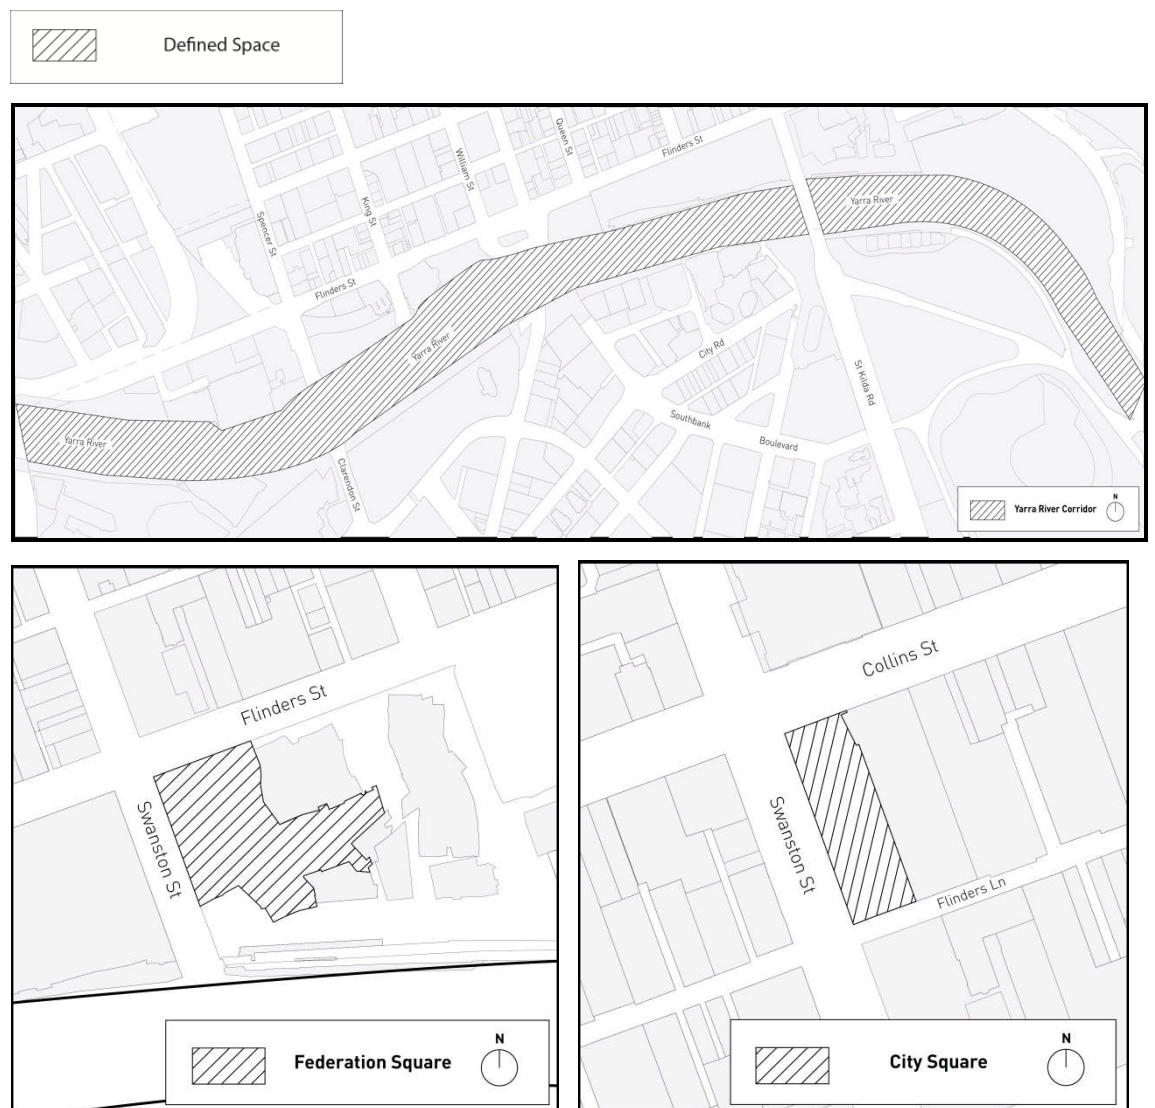 Defined Space
Queen St
Flinders St
William St
Yarra River
King St
Spencer St
Flinders St
Yarra River
City Rd
St Kilda Rd
Southbank
Boulevard
Yarra River
Clarendon St
N
Yarra River Corridor
Flinders St
Swanston St
N
Federation Square
Collins St
Swanston St
Flinders Ln
N
City Square